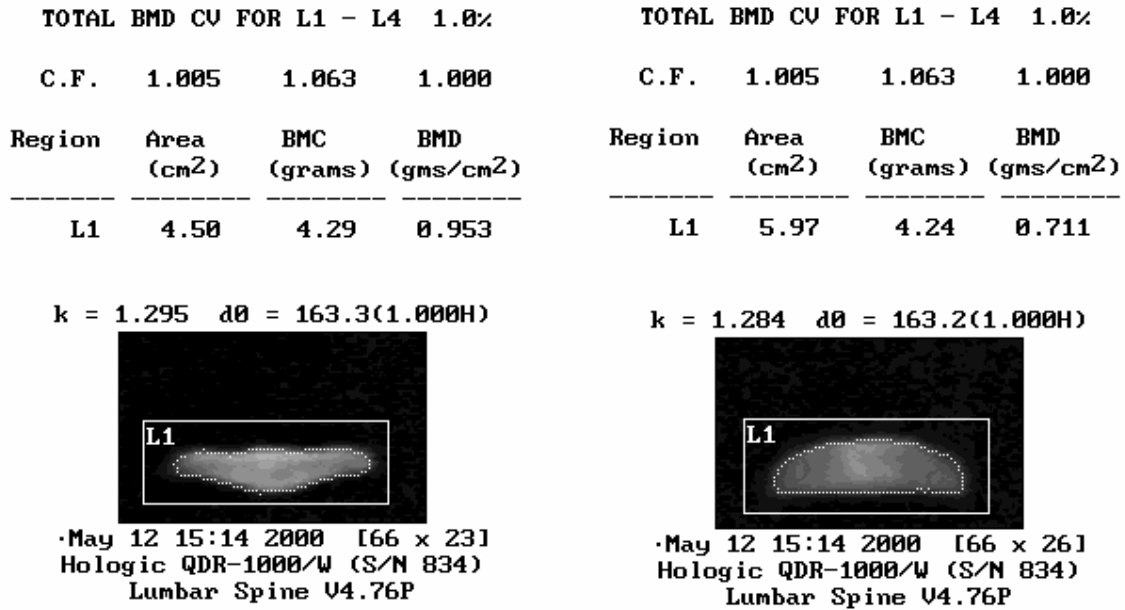 TOTAL BMD CV FOR L1 - L4 1.0%
C.F. 1.005 1.063 1.000
Region Area BMC BMD
(cm2) (grams) (gms/cm2)
------- -------- -------- --------
L1 4.50 4.29 0.953
k = 1.295 d0 = 163.3(1.000H)
L1
·May 12 15:14 2000 [66 x 23]
Hologic QDR-1000/W (S/N 834)
Lumbar Spine V4.76P
TOTAL BMD CV FOR L1 - L4 1.0%
C.F. 1.005 1.063 1.000
Region Area BMC BMD
(cm2) (grams) (gms/cm2)
------- -------- -------- --------
L1 5.97 4.24 0.711
k = 1.284 d0 = 163.2(1.000H)
L1
·May 12 15:14 2000 [66 x 26]
Hologic QDR-1000/W (S/N 834)
Lumbar Spine V4.76P